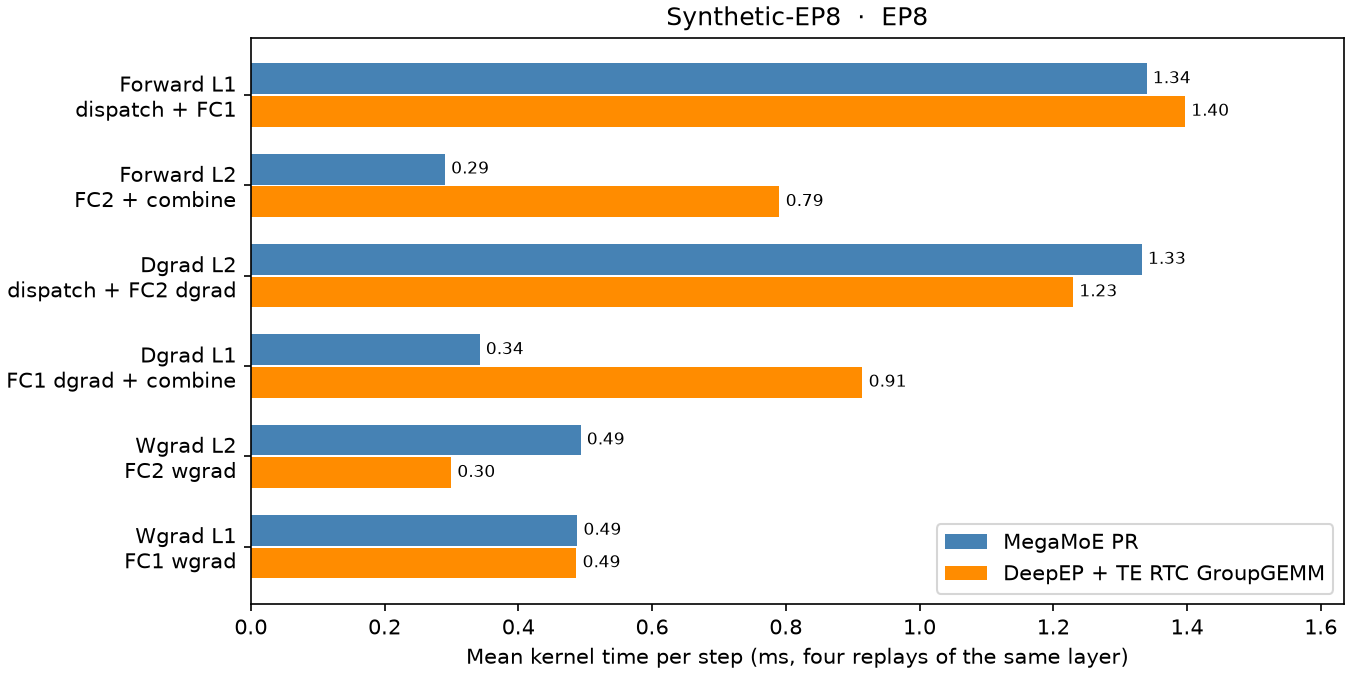 Synthetic-EP8 · EP8
Forward L1
dispatch + FC1
1.34
1.40
Forward L2
FC2 + combine
0.29
0.79
Dgrad L2
dispatch + FC2 dgrad
1.33
1.23
Dgrad L1
FC1 dgrad + combine
0.34
0.91
Wgrad L2
FC2 wgrad
0.49
0.30
Wgrad L1
FC1 wgrad
0.49
0.49
MegaMoE PR
DeepEP + TE RTC GroupGEMM
0.0 0.2 0.4 0.6 0.8 1.0 1.2 1.4 1.6
Mean kernel time per step (ms, four replays of the same layer)